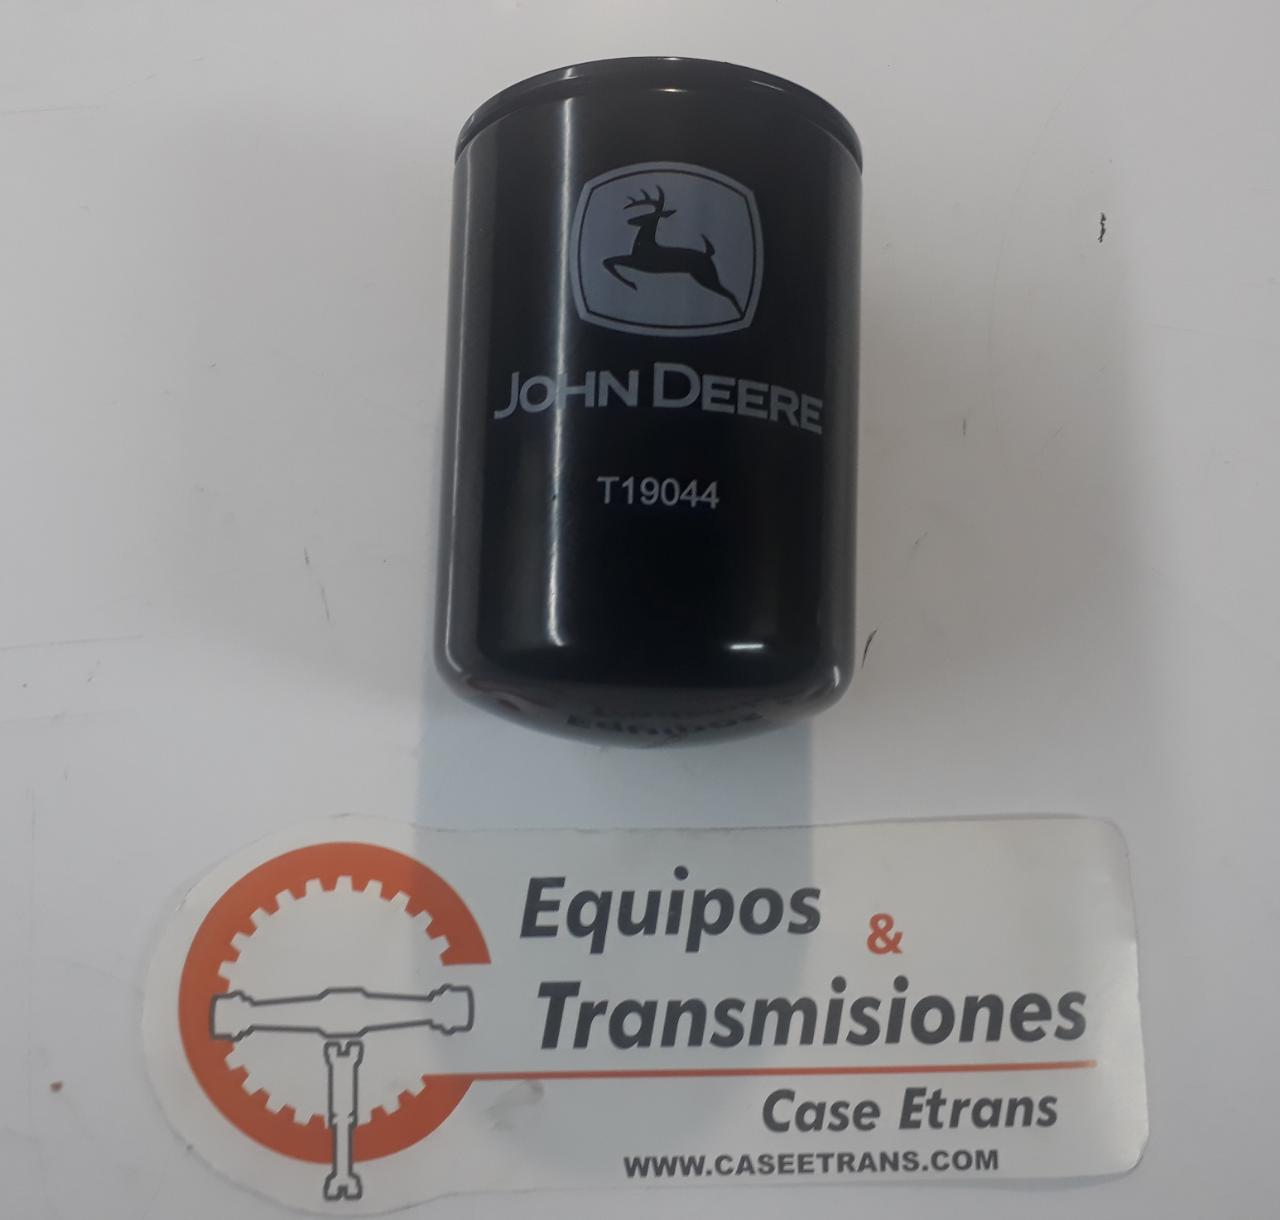 JOHN DEERE
T19044
Equipos
&
Transmisiones
Case Etrans
WWW.CASEETRANS.COM